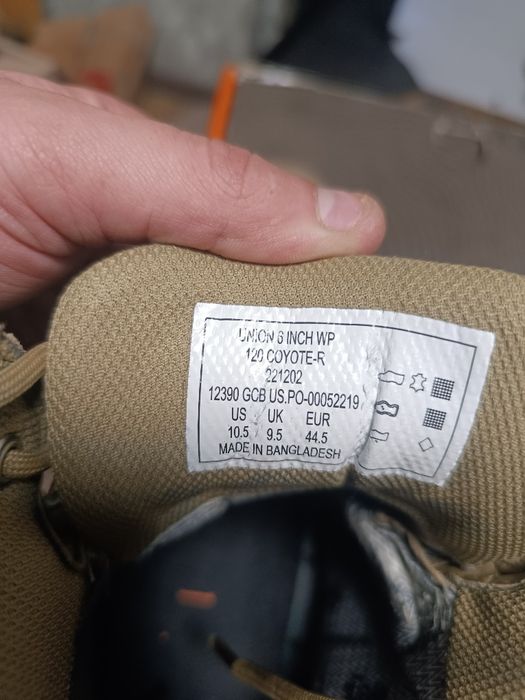 UNION 6 INCH WP
120 COYOTE-R
221202
12390 GCB US.PO-00052219
US UK EUR
10.5 9.5 44.5
MADE IN BANGLADESH